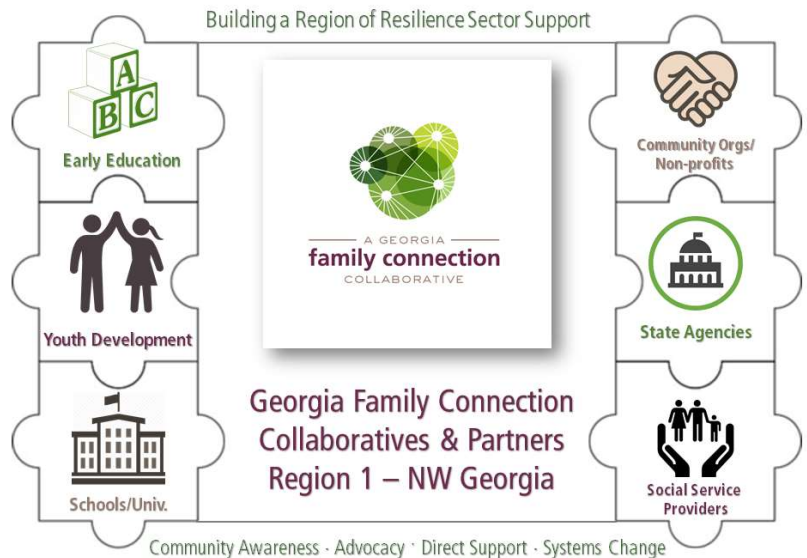 Building a Region of Resilience Sector Support
A
B C
Early Education
Youth Development
Schools/Univ.
A GEORGIA
family connection
COLLABORATIVE
Georgia Family Connection
Collaboratives & Partners
Region 1 – NW Georgia
Community Orgs/
Non-profits
State Agencies
Social Service
Providers
Community Awareness · Advocacy · Direct Support · Systems Change